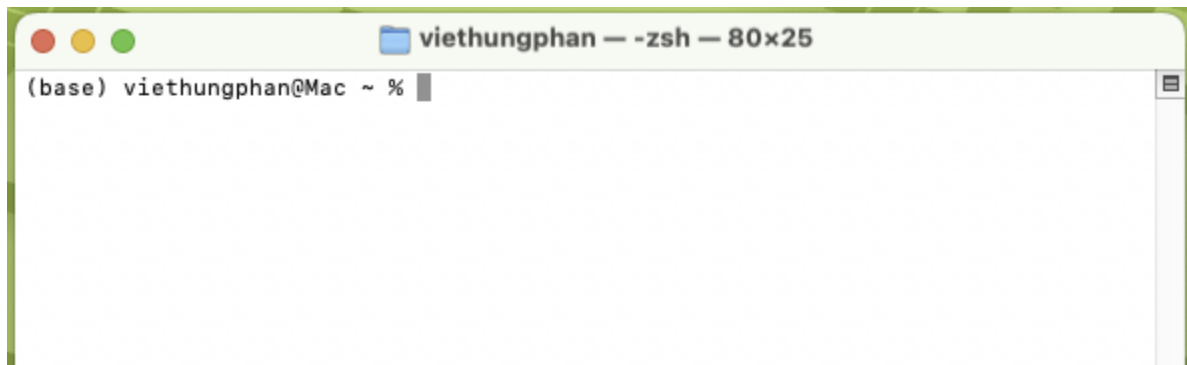 viethungphan — -zsh — 80×25
(base) viethungphan@Mac ~ %